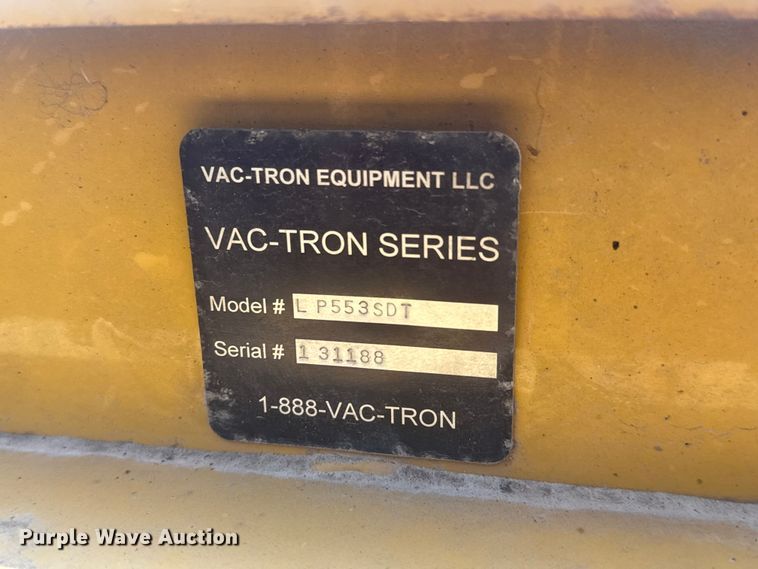 VAC-TRON EQUIPMENT LLC
VAC-TRON SERIES
Model # L P553SDT
Serial # 1 31188
1-888-VAC-TRON
Purple Wave Auction